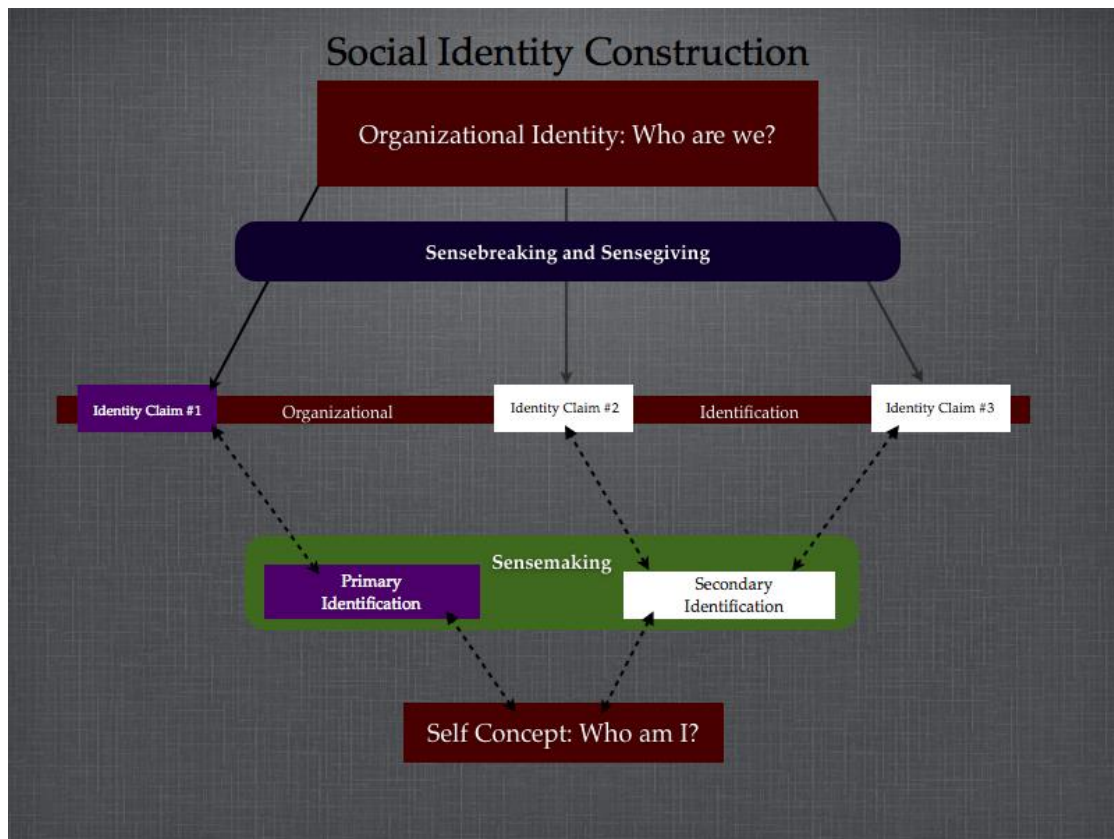 Social Identity Construction
Organizational Identity: Who are we?
Sensebreaking and Sensegiving
Identity Claim #1
Organizational
Identity Claim #2
Identification
Identity Claim #3
Sensemaking
Primary
Identification
Secondary
Identification
Self Concept: Who am I?